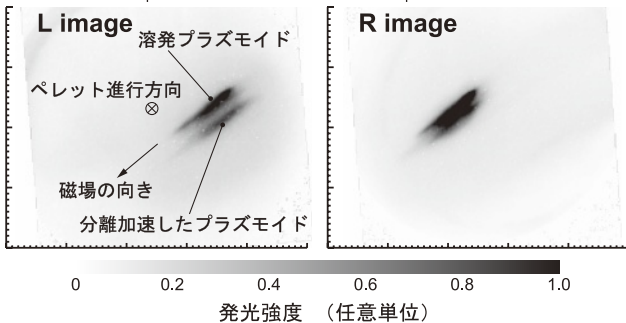 L image
溶発プラズモイド
ペレット進行方向
磁場の向き
分離加速したプラズモイド
R image
0 0.2 0.4 0.6 0.8 1.0
発光強度 （任意単位）